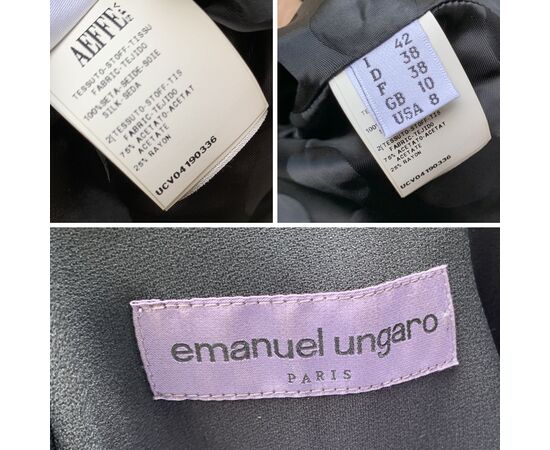 AEFFE
TESSUTO-STOFF-TISSU
FABRIC-TEJIDO
100%SETA-SEIDE-SOIE
SILK-SEDA
2)TESSUTO-STOFF-TIS
FABRIC-TEJIDO
75% ACETATO-ACETAT
ACETATE
25% RAYON
UCV04190336
I 42
D 38
F 38
GB 10
USA 8
2)TESSUTO-STOFF-TISSU
FABRIC-TEJIDO
75% ACETATO-ACETAT
ACETATE
25% RAYON
UCV04190336
emanuel ungaro
PARIS